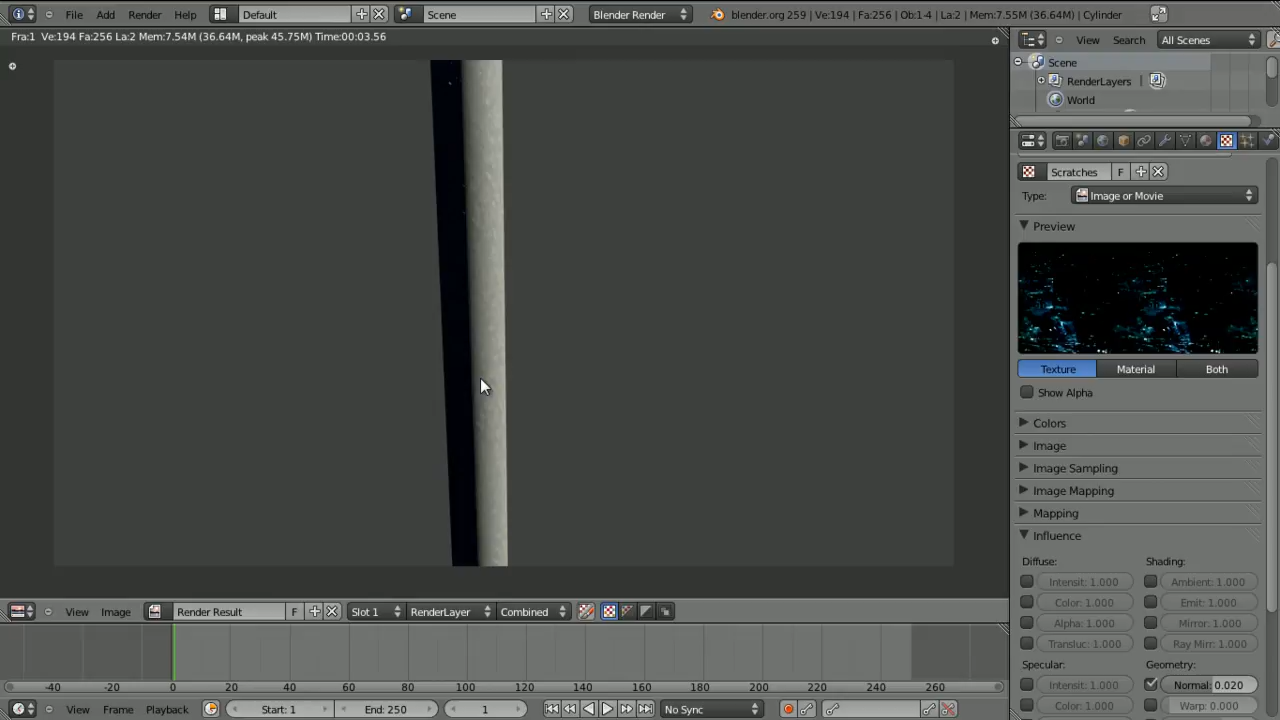 File Add Render Help Default Scene Blender Render blender.org 259 | Ve:194 Fa:256 | Ob:1-4 | La:2 | Mem:7.55M (36.64M) | Cylinder
Fra:1 Ve:194 Fa:256 La:2 Mem:7.54M (36.64M, peak 45.75M) Time:00:03.56
View Search All Scenes
Scene
RenderLayers |
World
Scratches F
Type: Image or Movie
Preview
Texture Material Both
Show Alpha
Colors
Image
Image Sampling
Image Mapping
Mapping
Influence
Diffuse: Shading:
Intensit: 1.000 Ambient: 1.000
Color: 1.000 Emit: 1.000
Alpha: 1.000 Mirror: 1.000
Transluc: 1.000 Ray Mirr: 1.000
Specular: Geometry:
Intensit: 1.000 Normal: 0.020
Color: 1.000 Warp: 0.000
View Image Render Result F Slot 1 RenderLayer Combined
-40 -20 0 20 40 60 80 100 120 140 160 180 200 220 240 260
View Frame Playback Start: 1 End: 250 1 No Sync